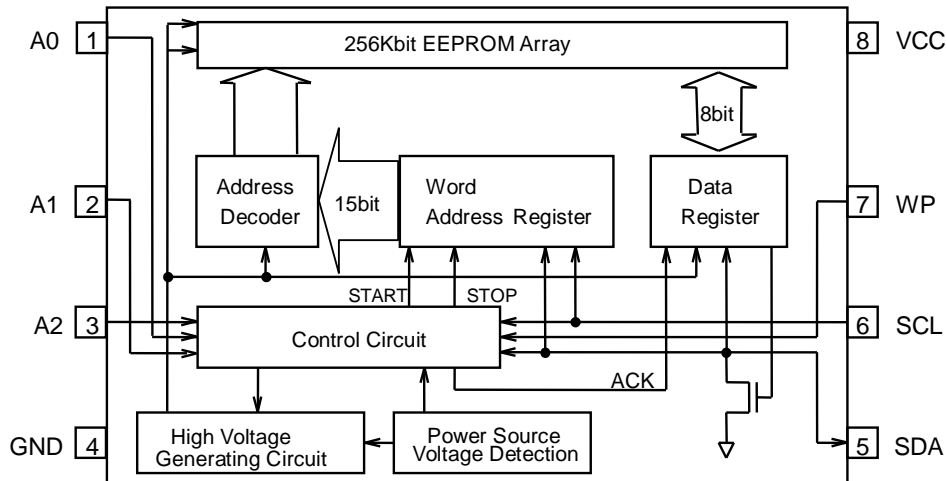 A0 1
256Kbit EEPROM Array
8 VCC
8bit
A1 2
Address
Decoder
15bit
Word
Address Register
Data
Register
7 WP
START
STOP
A2 3
Control Circuit
6 SCL
ACK
GND 4
High Voltage
Generating Circuit
Power Source
Voltage Detection
5 SDA